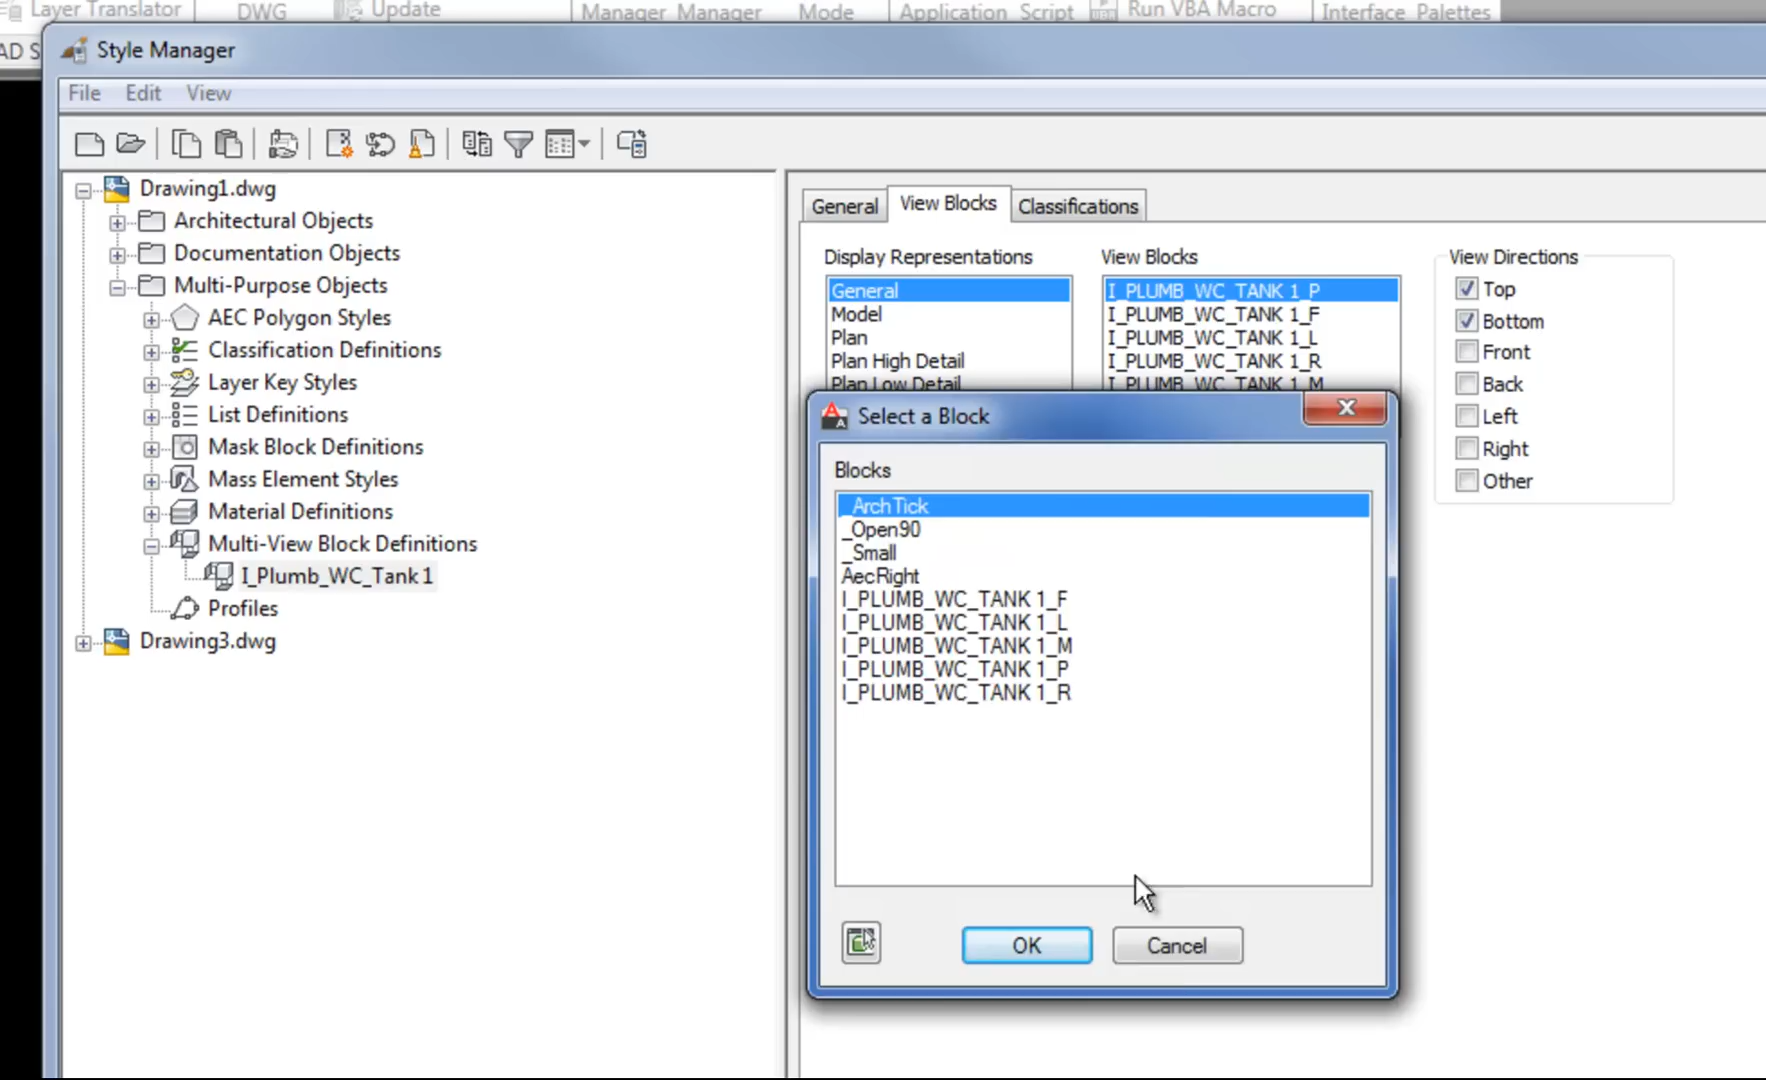 Layer Translator
DWG
Update
Manager
Manager
Mode
Application
Script
Run VBA Macro
Interface
Palettes
AD S
Style Manager
File
Edit
View
Drawing1.dwg
Architectural Objects
Documentation Objects
Multi-Purpose Objects
AEC Polygon Styles
Classification Definitions
Layer Key Styles
List Definitions
Mask Block Definitions
Mass Element Styles
Material Definitions
Multi-View Block Definitions
I_Plumb_WC_Tank 1
Profiles
Drawing3.dwg
General
View Blocks
Classifications
Display Representations
General
Model
Plan
Plan High Detail
Plan Low Detail
View Blocks
I_PLUMB_WC_TANK 1_P
I_PLUMB_WC_TANK 1_F
I_PLUMB_WC_TANK 1_L
I_PLUMB_WC_TANK 1_R
I_PLUMB_WC_TANK 1_M
View Directions
Top
Bottom
Front
Back
Left
Right
Other
Select a Block
Blocks
_ArchTick
_Open90
_Small
AecRight
I_PLUMB_WC_TANK 1_F
I_PLUMB_WC_TANK 1_L
I_PLUMB_WC_TANK 1_M
I_PLUMB_WC_TANK 1_P
I_PLUMB_WC_TANK 1_R
OK
Cancel